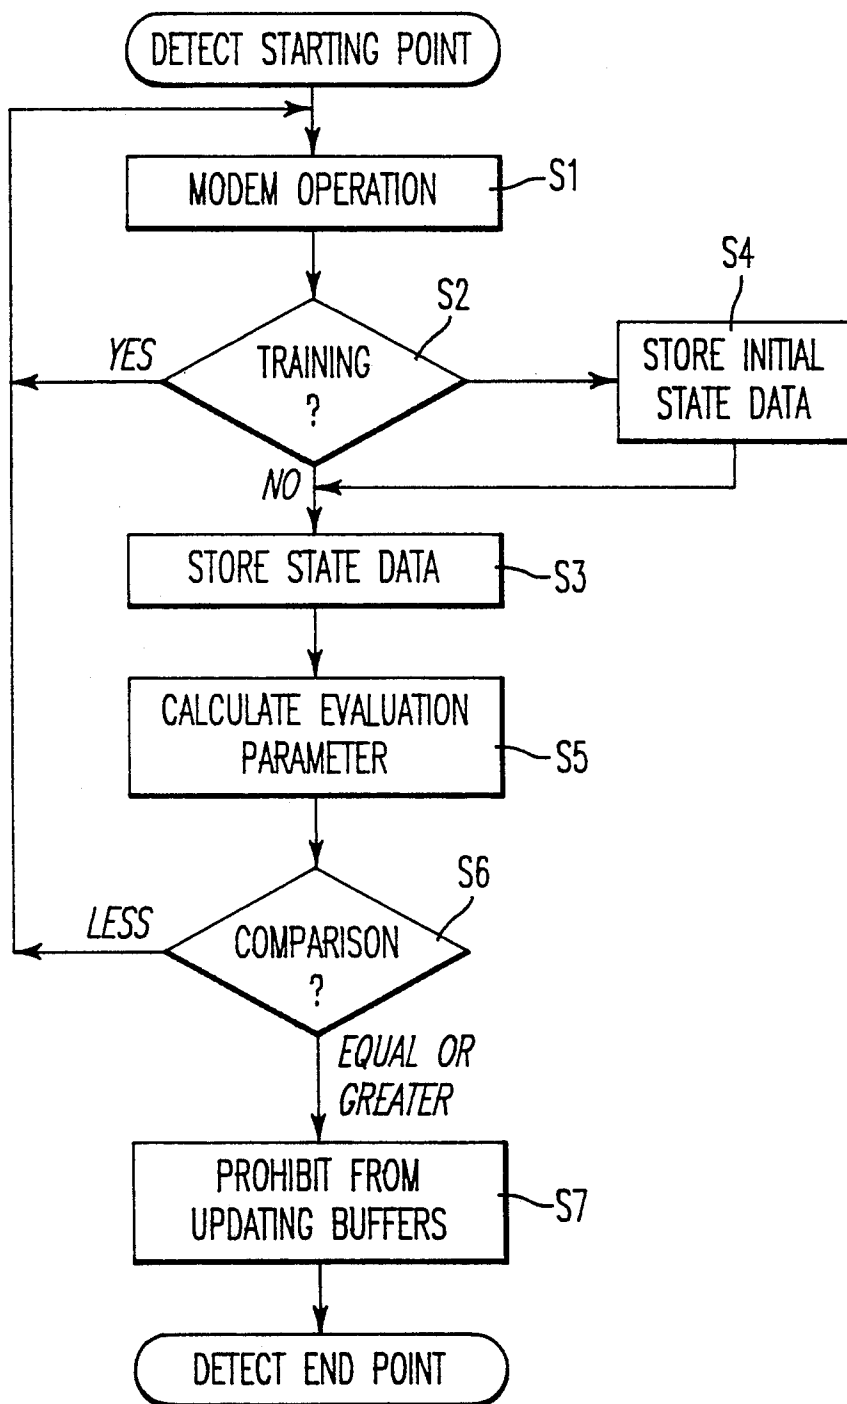 DETECT STARTING POINT
MODEM OPERATION
S1
S2
S4
YES
TRAINING
?
STORE INITIAL
STATE DATA
NO
STORE STATE DATA
S3
CALCULATE EVALUATION
PARAMETER
S5
S6
LESS
COMPARISON
?
EQUAL OR
GREATER
PROHIBIT FROM
UPDATING BUFFERS
S7
DETECT END POINT